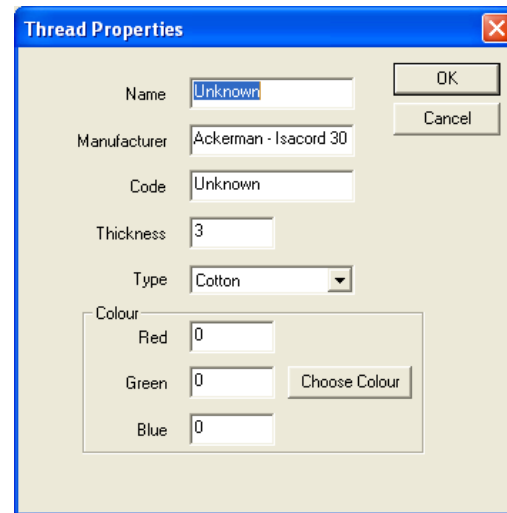 Thread Properties
OK
Name Unknown
Cancel
Manufacturer Ackerman - Isacord 30
Code Unknown
Thickness 3
Type Cotton
Colour
Red 0
Green 0 Choose Colour
Blue 0